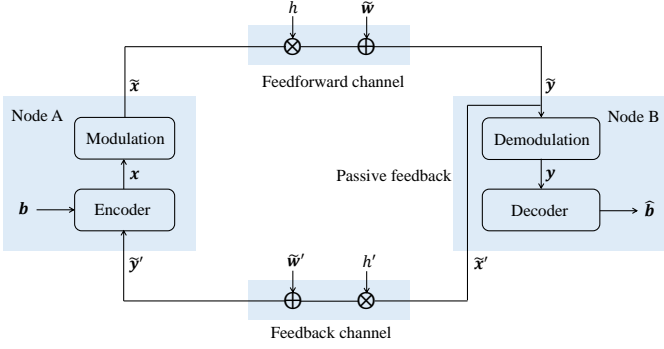 h
w̃
Feedforward channel
x̃
ỹ
Node A
Node B
Modulation
Demodulation
x
Passive feedback
y
b
Encoder
Decoder
b̂
ỹ′
w̃′
h′
x̃′
Feedback channel